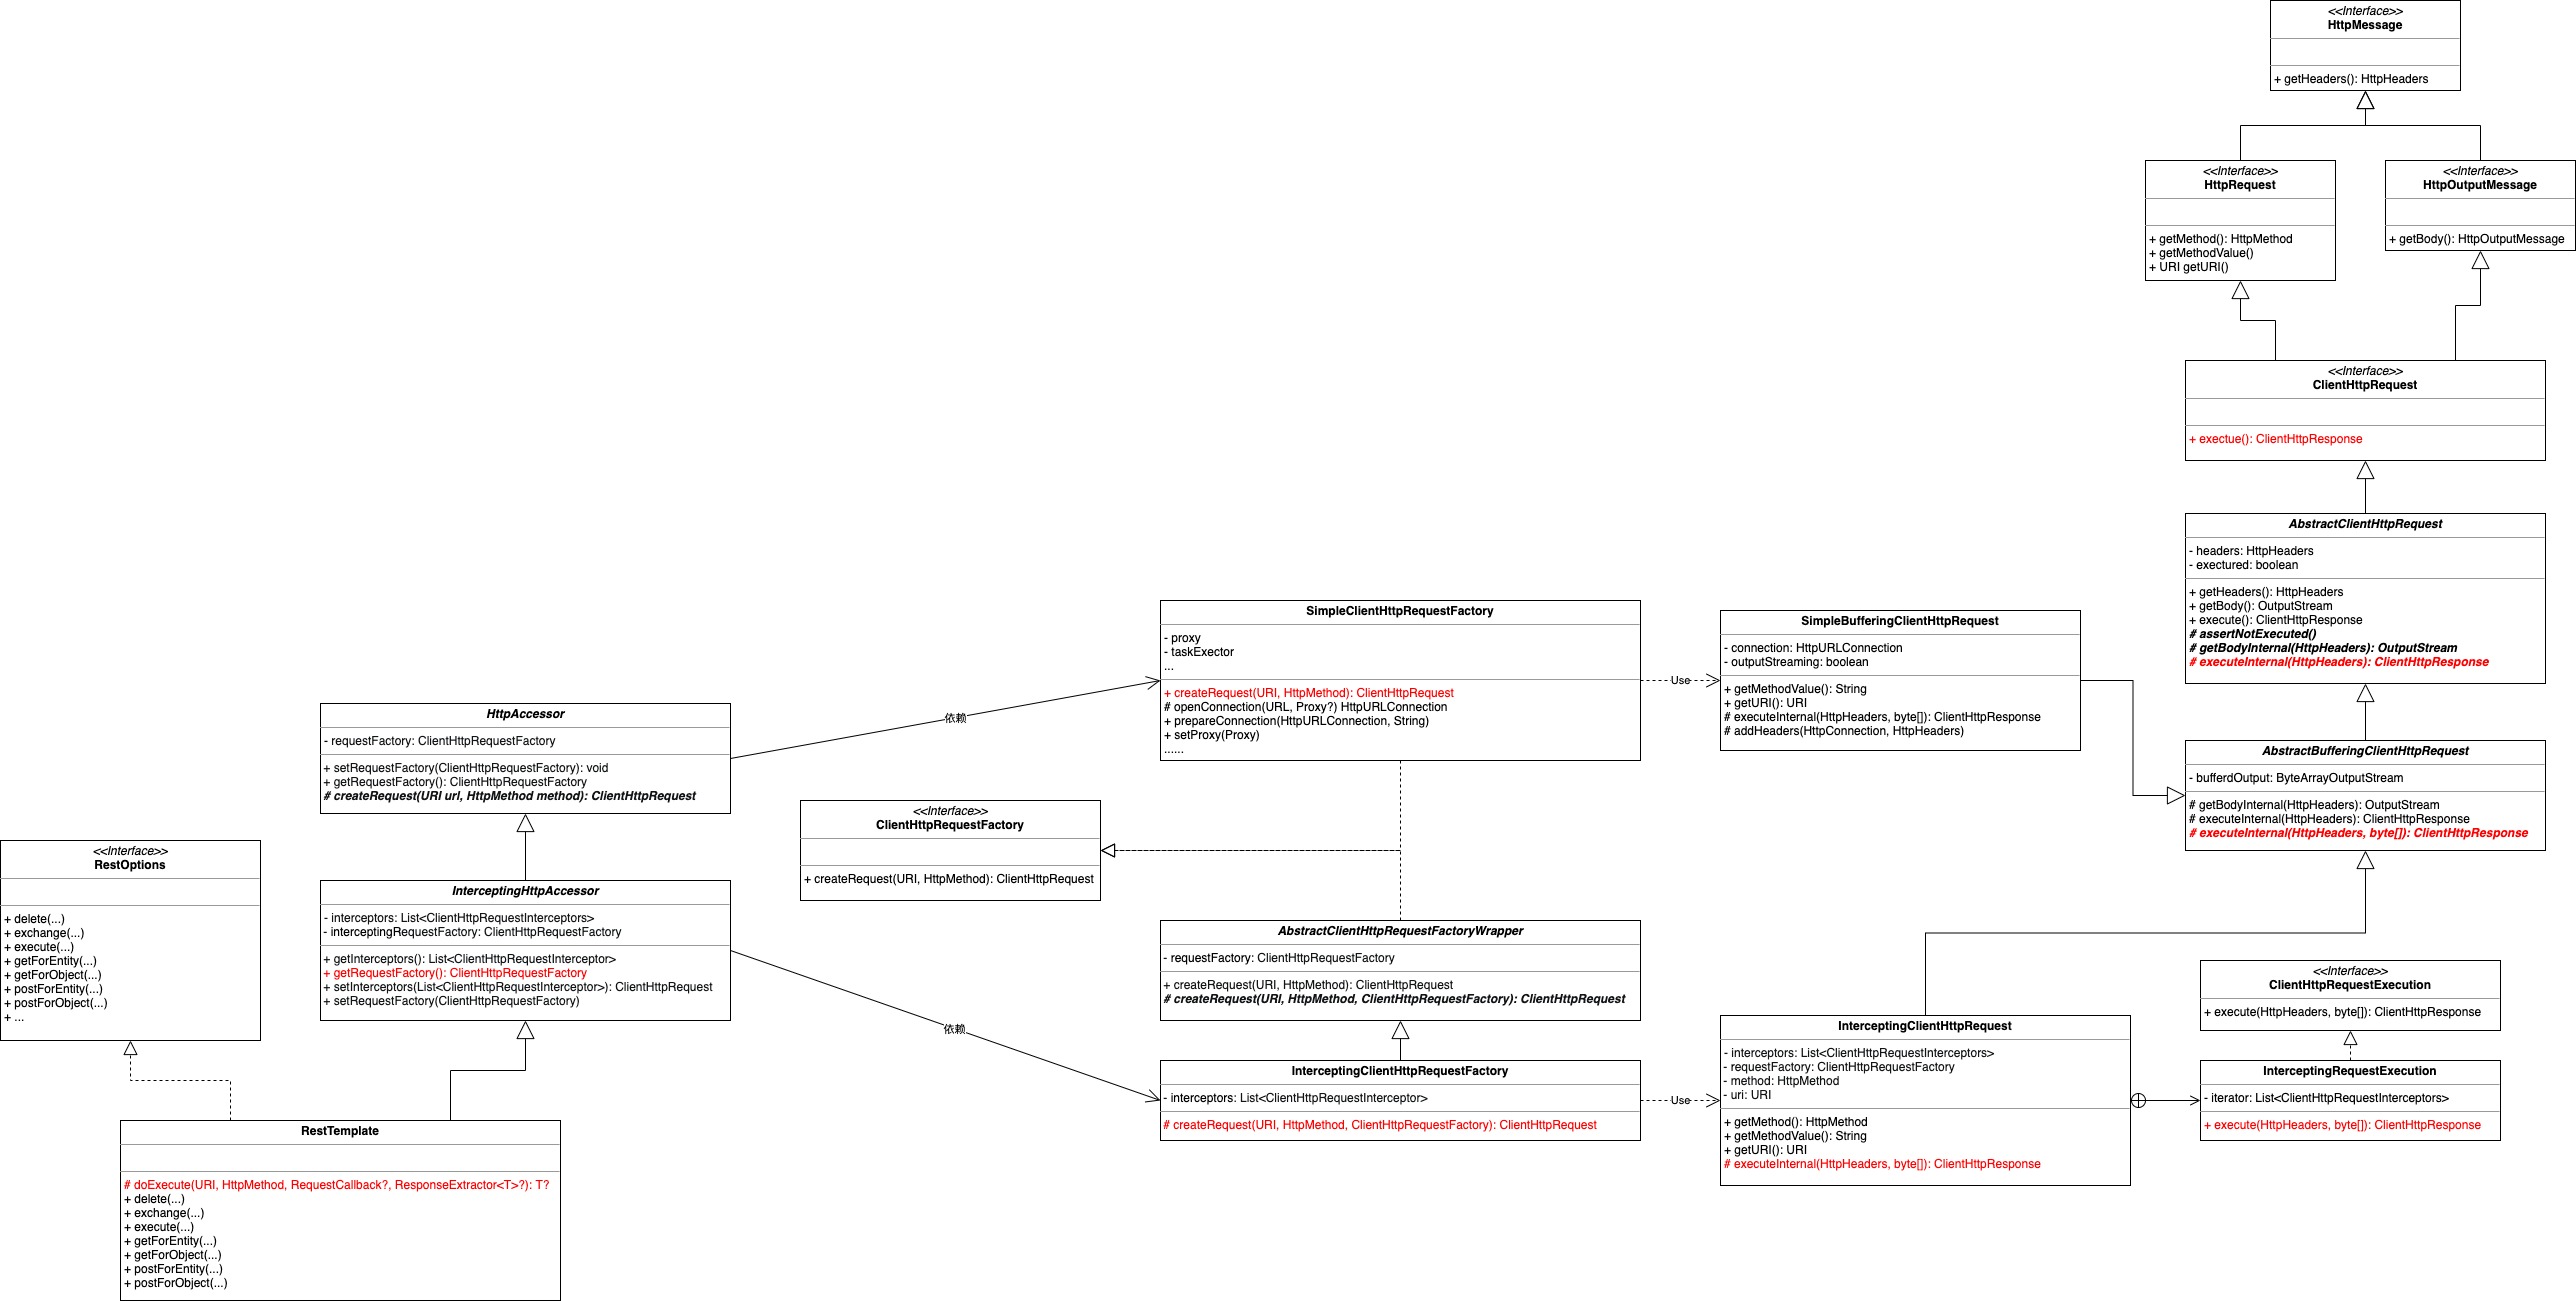 <<Interface>>
HttpMessage
+ getHeaders(): HttpHeaders
<<Interface>>
HttpRequest
+ getMethod(): HttpMethod
+ getMethodValue()
+ URI getURI()
<<Interface>>
HttpOutputMessage
+ getBody(): HttpOutputMessage
<<Interface>>
ClientHttpRequest
+ exectue(): ClientHttpResponse
AbstractClientHttpRequest
- headers: HttpHeaders
- exectured: boolean
+ getHeaders(): HttpHeaders
+ getBody(): OutputStream
+ execute(): ClientHttpResponse
# assertNotExecuted()
# getBodyInternal(HttpHeaders): OutputStream
# executeInternal(HttpHeaders): ClientHttpResponse
SimpleClientHttpRequestFactory
- proxy
- taskExector
...
+ createRequest(URI, HttpMethod): ClientHttpRequest
# openConnection(URL, Proxy?) HttpURLConnection
+ prepareConnection(HttpURLConnection, String)
+ setProxy(Proxy)
......
Use
SimpleBufferingClientHttpRequest
- connection: HttpURLConnection
- outputStreaming: boolean
+ getMethodValue(): String
+ getURI(): URI
# executeInternal(HttpHeaders, byte[]): ClientHttpResponse
# addHeaders(HttpConnection, HttpHeaders)
HttpAccessor
- requestFactory: ClientHttpRequestFactory
+ setRequestFactory(ClientHttpRequestFactory): void
+ getRequestFactory(): ClientHttpRequestFactory
# createRequest(URI url, HttpMethod method): ClientHttpRequest
依赖
AbstractBufferingClientHttpRequest
- bufferdOutput: ByteArrayOutputStream
# getBodyInternal(HttpHeaders): OutputStream
# executeInternal(HttpHeaders): ClientHttpResponse
# executeInternal(HttpHeaders, byte[]): ClientHttpResponse
<<Interface>>
ClientHttpRequestFactory
+ createRequest(URI, HttpMethod): ClientHttpRequest
<<Interface>>
RestOptions
+ delete(...)
+ exchange(...)
+ execute(...)
+ getForEntity(...)
+ getForObject(...)
+ postForEntity(...)
+ postForObject(...)
+ ...
InterceptingHttpAccessor
- interceptors: List<ClientHttpRequestInterceptors>
- interceptingRequestFactory: ClientHttpRequestFactory
+ getInterceptors(): List<ClientHttpRequestInterceptor>
+ getRequestFactory(): ClientHttpRequestFactory
+ setInterceptors(List<ClientHttpRequestInterceptor>): ClientHttpRequest
+ setRequestFactory(ClientHttpRequestFactory)
依赖
AbstractClientHttpRequestFactoryWrapper
- requestFactory: ClientHttpRequestFactory
+ createRequest(URI, HttpMethod): ClientHttpRequest
# createRequest(URI, HttpMethod, ClientHttpRequestFactory): ClientHttpRequest
InterceptingClientHttpRequestFactory
- interceptors: List<ClientHttpRequestInterceptor>
# createRequest(URI, HttpMethod, ClientHttpRequestFactory): ClientHttpRequest
Use
InterceptingClientHttpRequest
- interceptors: List<ClientHttpRequestInterceptors>
- requestFactory: ClientHttpRequestFactory
- method: HttpMethod
- uri: URI
+ getMethod(): HttpMethod
+ getMethodValue(): String
+ getURI(): URI
# executeInternal(HttpHeaders, byte[]): ClientHttpResponse
<<Interface>>
ClientHttpRequestExecution
+ execute(HttpHeaders, byte[]): ClientHttpResponse
InterceptingRequestExecution
- iterator: List<ClientHttpRequestInterceptors>
+ execute(HttpHeaders, byte[]): ClientHttpResponse
RestTemplate
# doExecute(URI, HttpMethod, RequestCallback?, ResponseExtractor<T>?): T?
+ delete(...)
+ exchange(...)
+ execute(...)
+ getForEntity(...)
+ getForObject(...)
+ postForEntity(...)
+ postForObject(...)